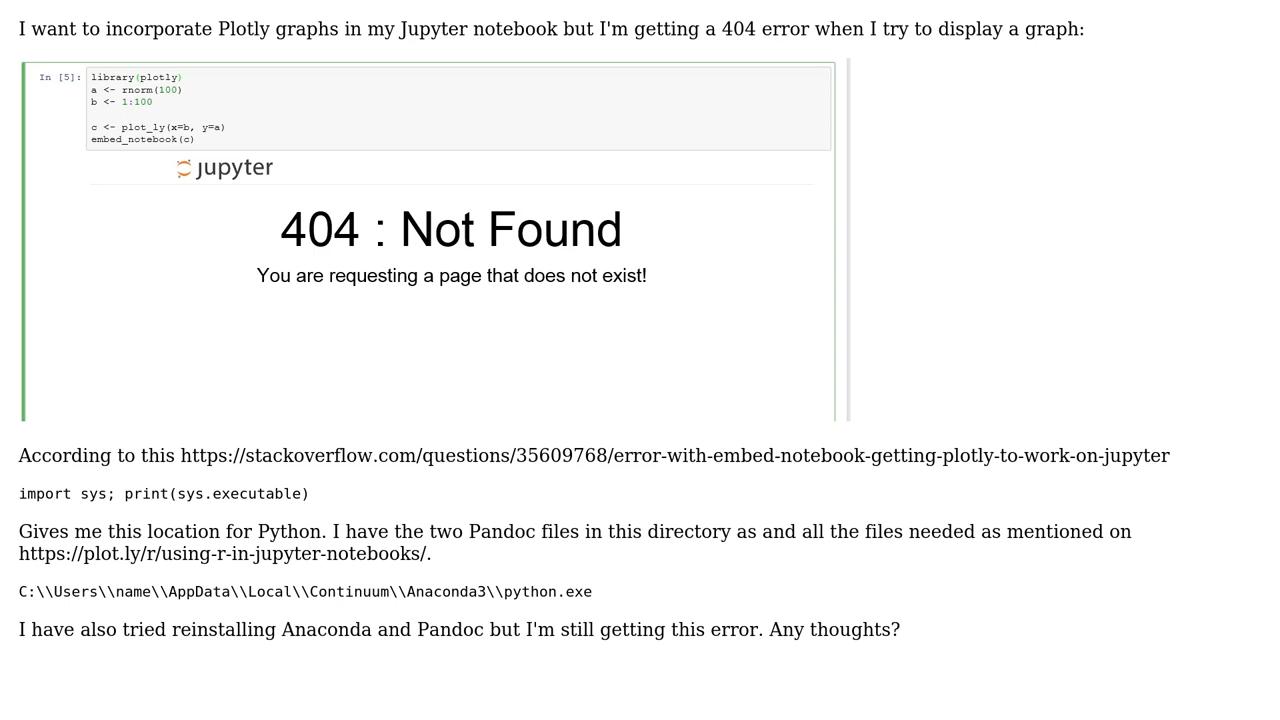 I want to incorporate Plotly graphs in my Jupyter notebook but I'm getting a 404 error when I try to display a graph:
In [5]: library(plotly)
a <- rnorm(100)
b <- 1:100
c <- plot_ly(x=b, y=a)
embed_notebook(c)
jupyter
404 : Not Found
You are requesting a page that does not exist!
According to this https://stackoverflow.com/questions/35609768/error-with-embed-notebook-getting-plotly-to-work-on-jupyter
import sys; print(sys.executable)
Gives me this location for Python. I have the two Pandoc files in this directory as and all the files needed as mentioned on
https://plot.ly/r/using-r-in-jupyter-notebooks/.
C:\\Users\\name\\AppData\\Local\\Continuum\\Anaconda3\\python.exe
I have also tried reinstalling Anaconda and Pandoc but I'm still getting this error. Any thoughts?